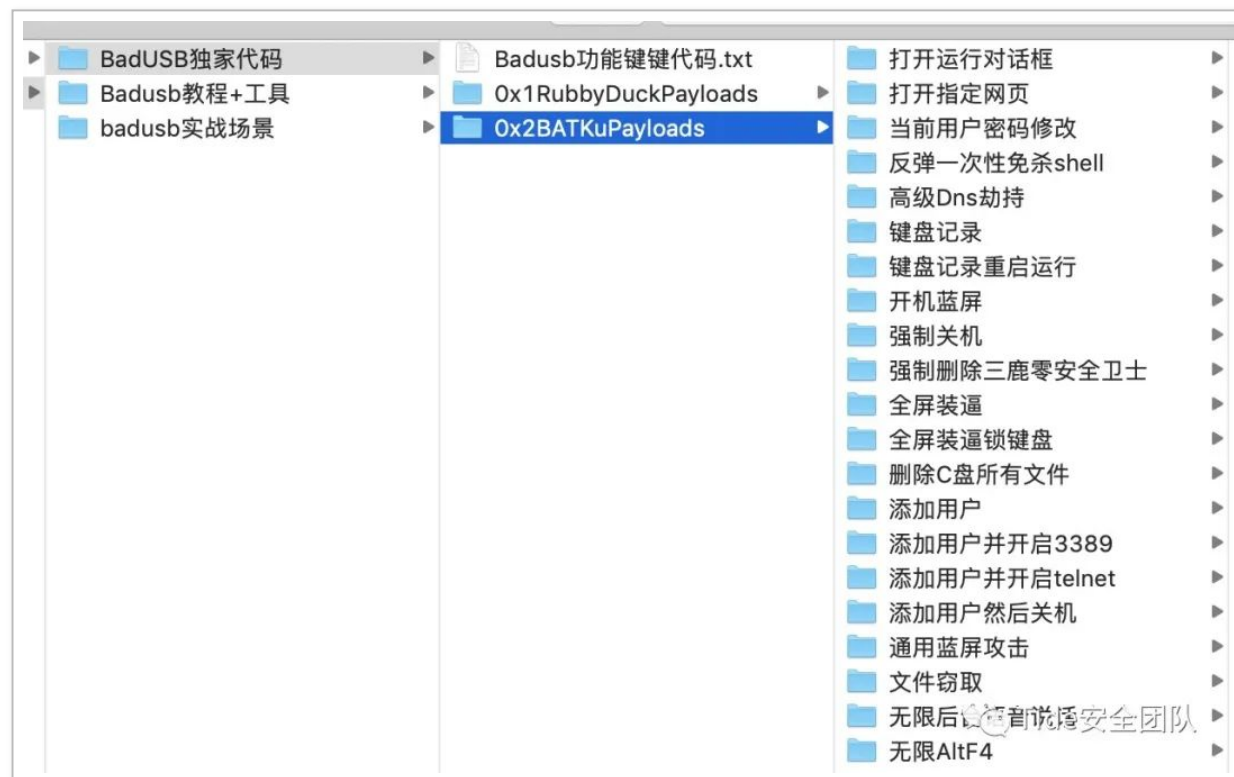 BadUSB独家代码
Badusb教程+工具
badusb实战场景
Badusb功能键键代码.txt
0x1RubbyDuckPayloads
0x2BATKuPayloads
打开运行对话框
打开指定网页
当前用户密码修改
反弹一次性免杀shell
高级Dns劫持
键盘记录
键盘记录重启运行
开机蓝屏
强制关机
强制删除三鹿零安全卫士
全屏装逼
全屏装逼锁键盘
删除C盘所有文件
添加用户
添加用户并开启3389
添加用户并开启telnet
添加用户然后关机
通用蓝屏攻击
文件窃取
无限后台语音说话
Tide安全团队
无限AltF4